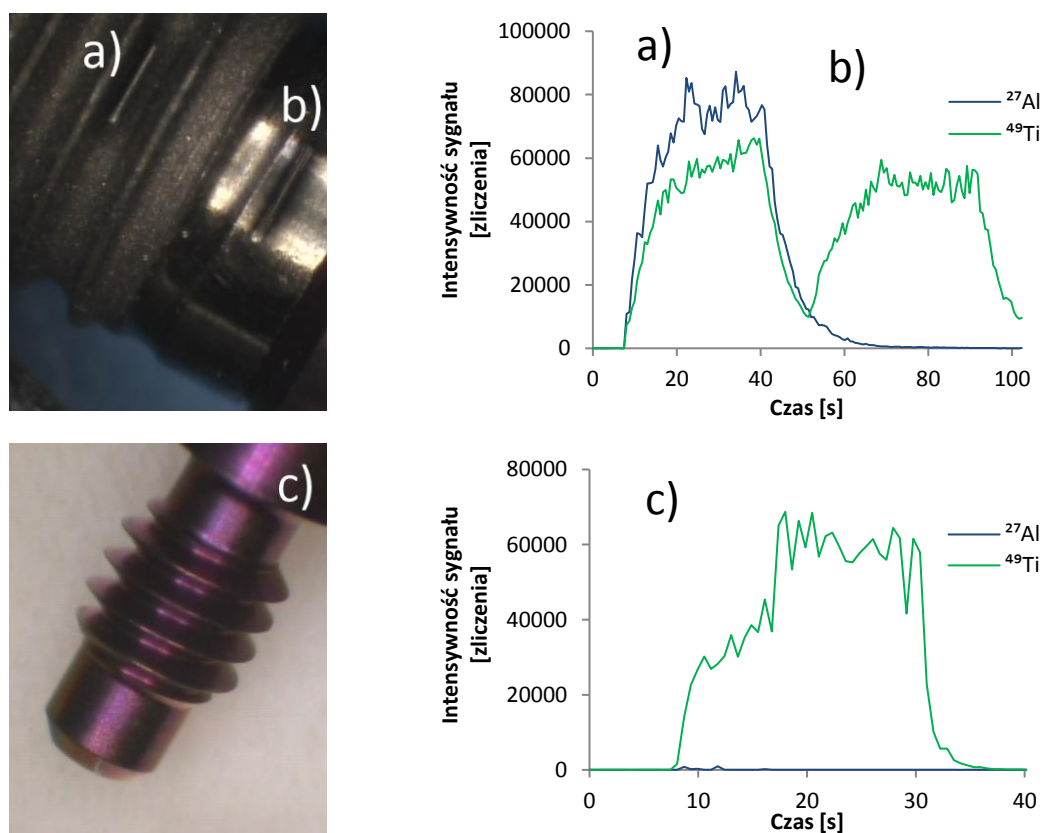 a)
b)
Intensywność sygnału
[zliczenia]
100000
80000
60000
40000
20000
0
a)
b)
²⁷Al
⁴⁹Ti
0 20 40 60 80 100
Czas [s]
c)
Intensywność sygnału
[zliczenia]
80000
60000
40000
20000
0
c)
²⁷Al
⁴⁹Ti
0 10 20 30 40
Czas [s]